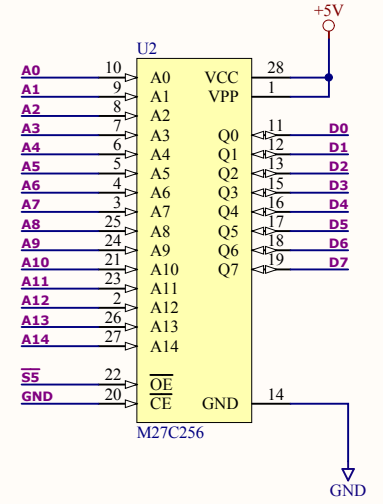 +5V
U2
A0 10 A0 VCC 28
A1 9 A1 VPP 1
A2 8 A2
A3 7 A3 Q0 11 D0
A4 6 A4 Q1 12 D1
A5 5 A5 Q2 13 D2
A6 4 A6 Q3 15 D3
A7 3 A7 Q4 16 D4
A8 25 A8 Q5 17 D5
A9 24 A9 Q6 18 D6
A10 21 A10 Q7 19 D7
A11 23 A11
A12 2 A12
A13 26 A13
A14 27 A14
S5 22 OE
GND 20 CE GND 14
M27C256
GND